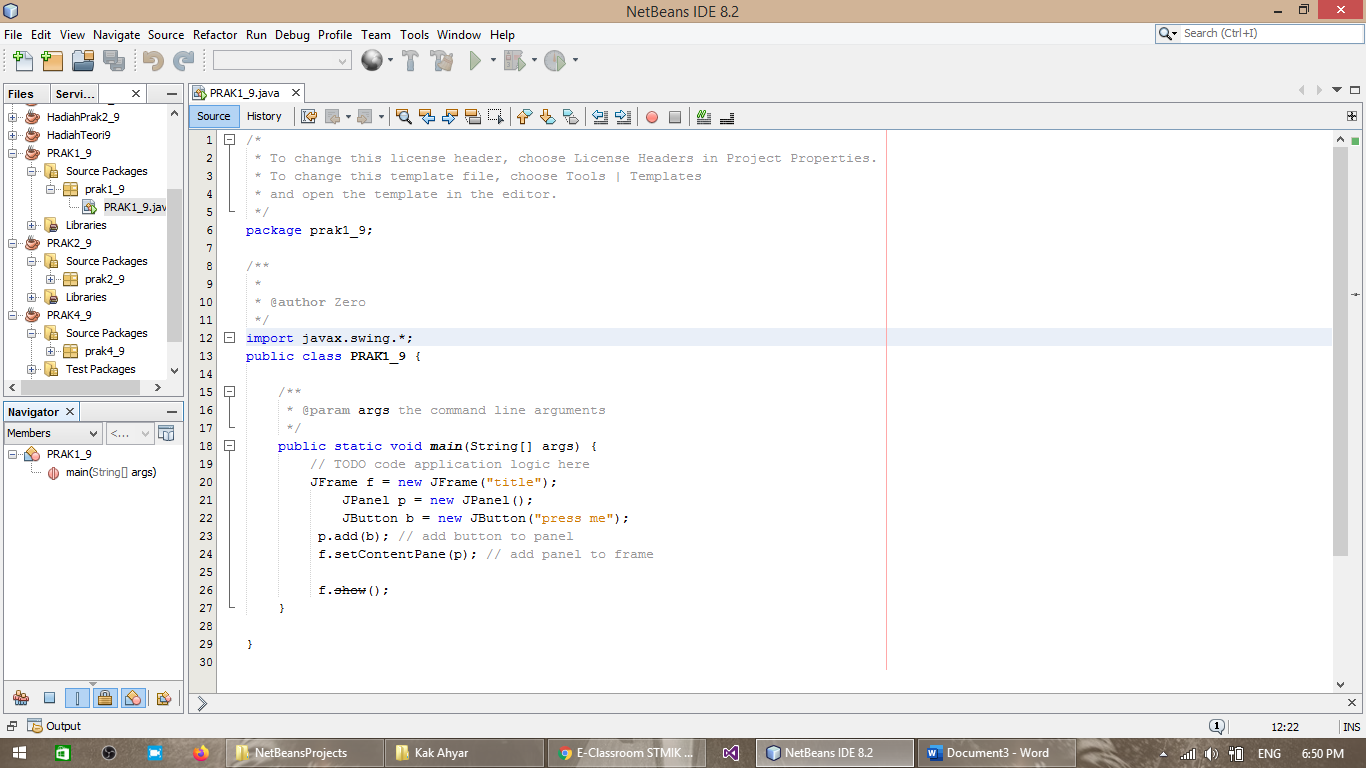 NetBeans IDE 8.2
File Edit View Navigate Source Refactor Run Debug Profile Team Tools Window Help
Search (Ctrl+I)
Files Servi...
HadiahPrak2_9
HadiahTeori9
PRAK1_9
Source Packages
prak1_9
PRAK1_9.jav
Libraries
PRAK2_9
Source Packages
prak2_9
Libraries
PRAK4_9
Source Packages
prak4_9
Test Packages
Navigator
Members <...
PRAK1_9
main(String[] args)
PRAK1_9.java
Source History
1 /*
2 * To change this license header, choose License Headers in Project Properties.
3 * To change this template file, choose Tools | Templates
4 * and open the template in the editor.
5 */
6 package prak1_9;
7
8 /**
9 *
10 * @author Zero
11 */
12 import javax.swing.*;
13 public class PRAK1_9 {
14
15 /**
16 * @param args the command line arguments
17 */
18 public static void main(String[] args) {
19 // TODO code application logic here
20 JFrame f = new JFrame("title");
21 JPanel p = new JPanel();
22 JButton b = new JButton("press me");
23 p.add(b); // add button to panel
24 f.setContentPane(p); // add panel to frame
25
26 f.show();
27 }
28
29 }
30
Output
1 12:22 INS
NetBeansProjects Kak Ahyar E-Classroom STMIK ... NetBeans IDE 8.2 Document3 - Word ENG 6:50 PM